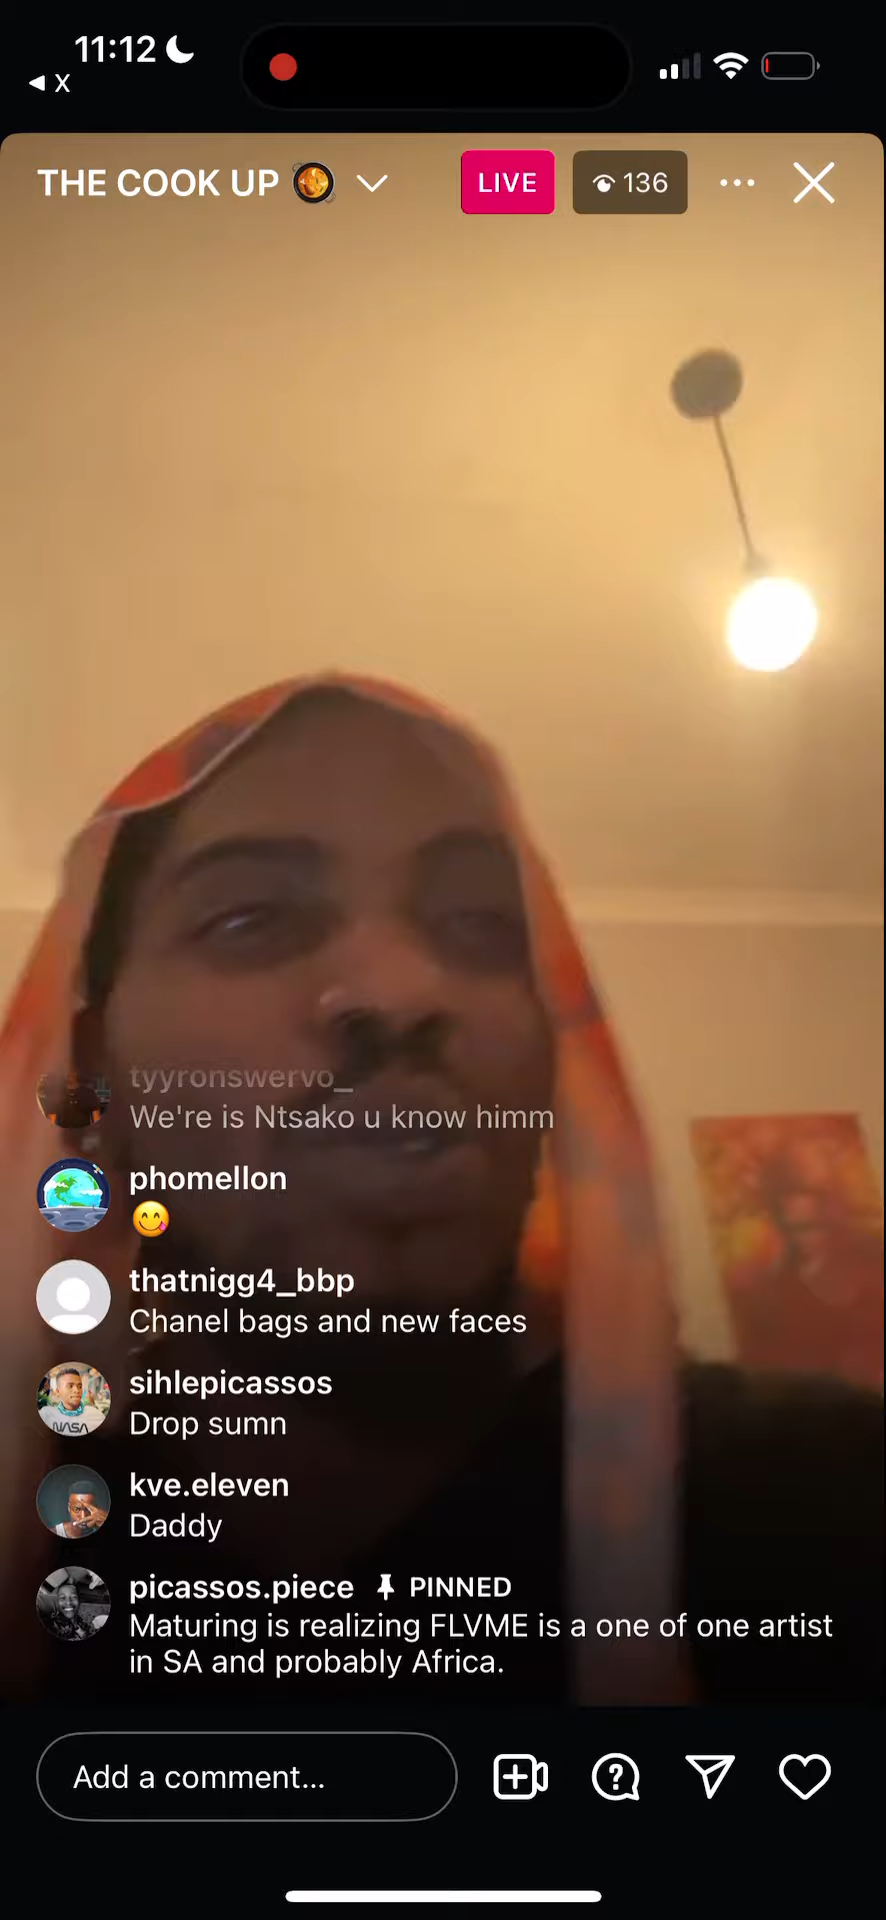 11:12
◀ X
THE COOK UP 🥘
LIVE
136
tyyronswervo_
We're is Ntsako u know himm
phomellon
😋
thatnigg4_bbp
Chanel bags and new faces
sihlepicassos
Drop sumn
NASA
kve.eleven
Daddy
picassos.piece PINNED
Maturing is realizing FLVME is a one of one artist
in SA and probably Africa.
Add a comment...